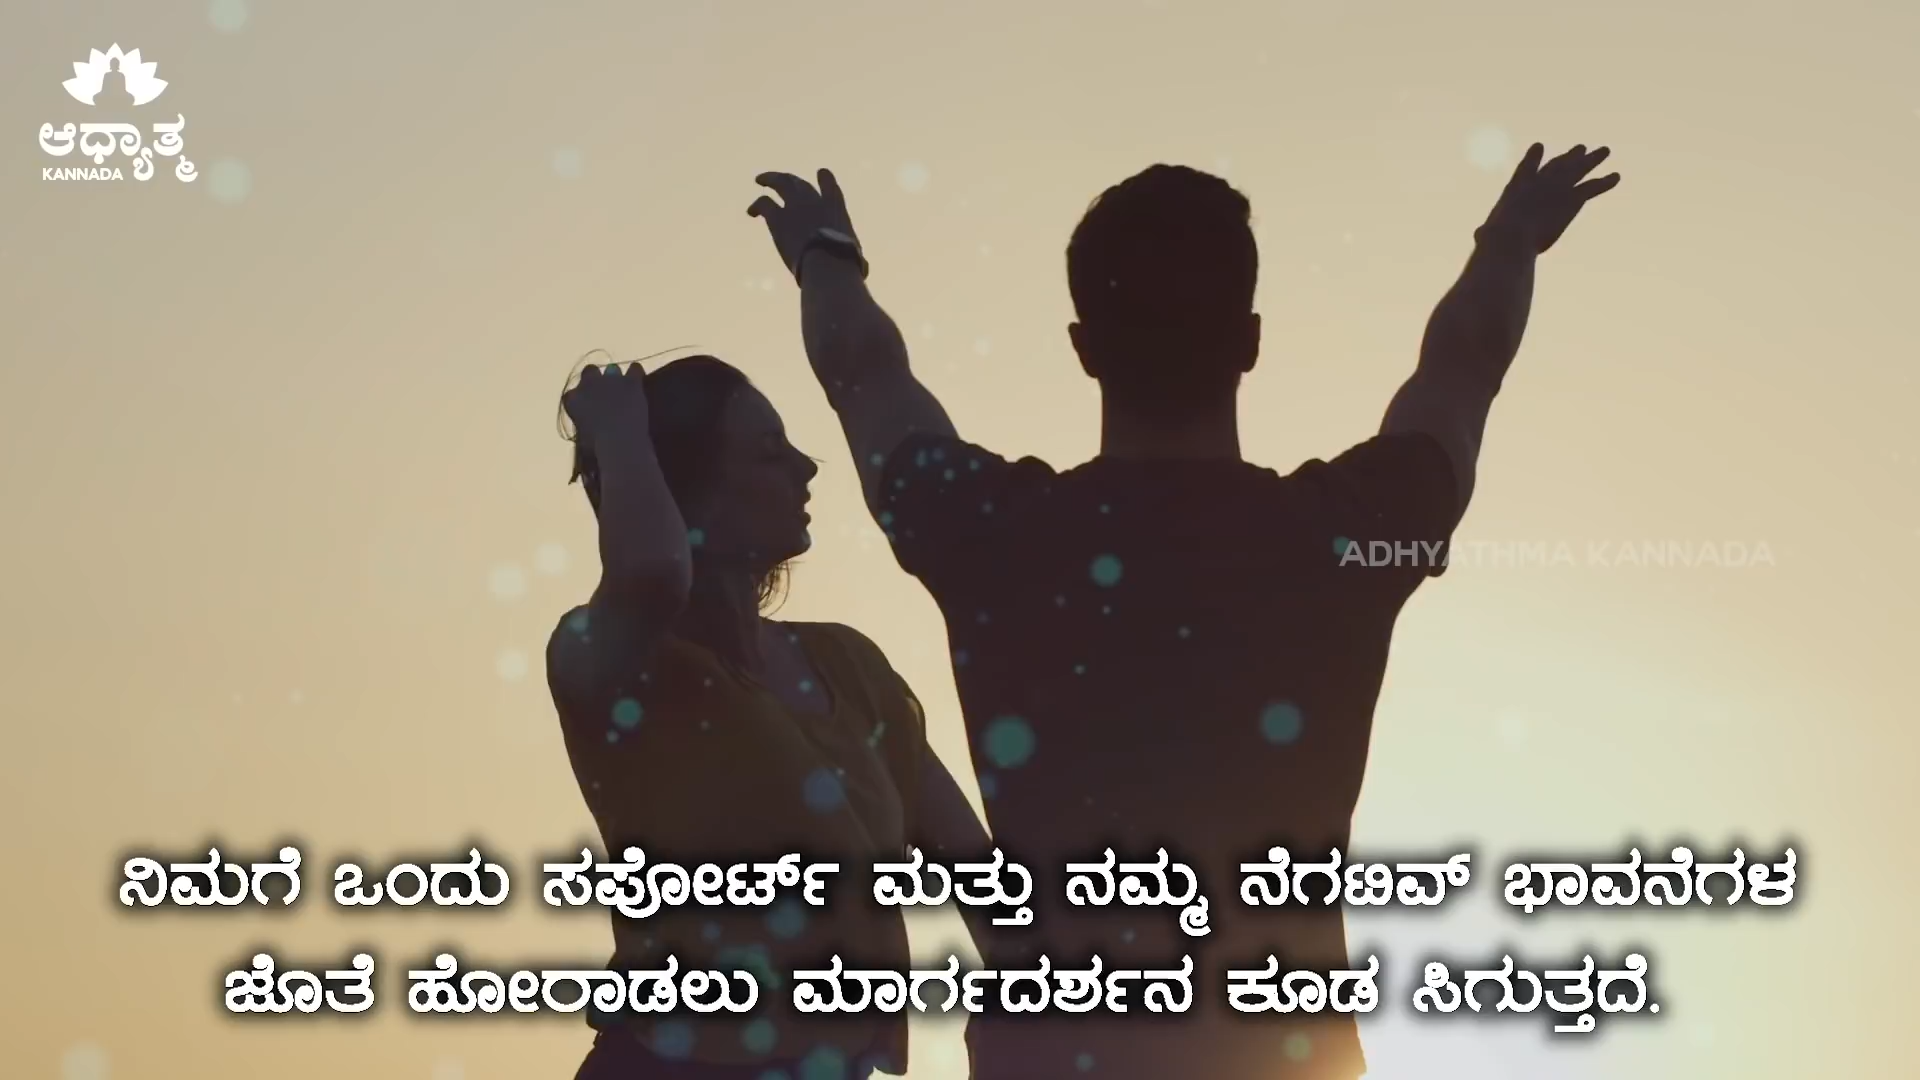 ಆಧ್ಯಾತ್ಮ
KANNADA
ADHYATHMA KANNADA
ನಿಮಗೆ ಒಂದು ಸಪೋರ್ಟ್ ಮತ್ತು ನಮ್ಮ ನೆಗಟಿವ್ ಭಾವನೆಗಳ
ಜೊತೆ ಹೋರಾಡಲು ಮಾರ್ಗದರ್ಶನ ಕೂಡ ಸಿಗುತ್ತದೆ.